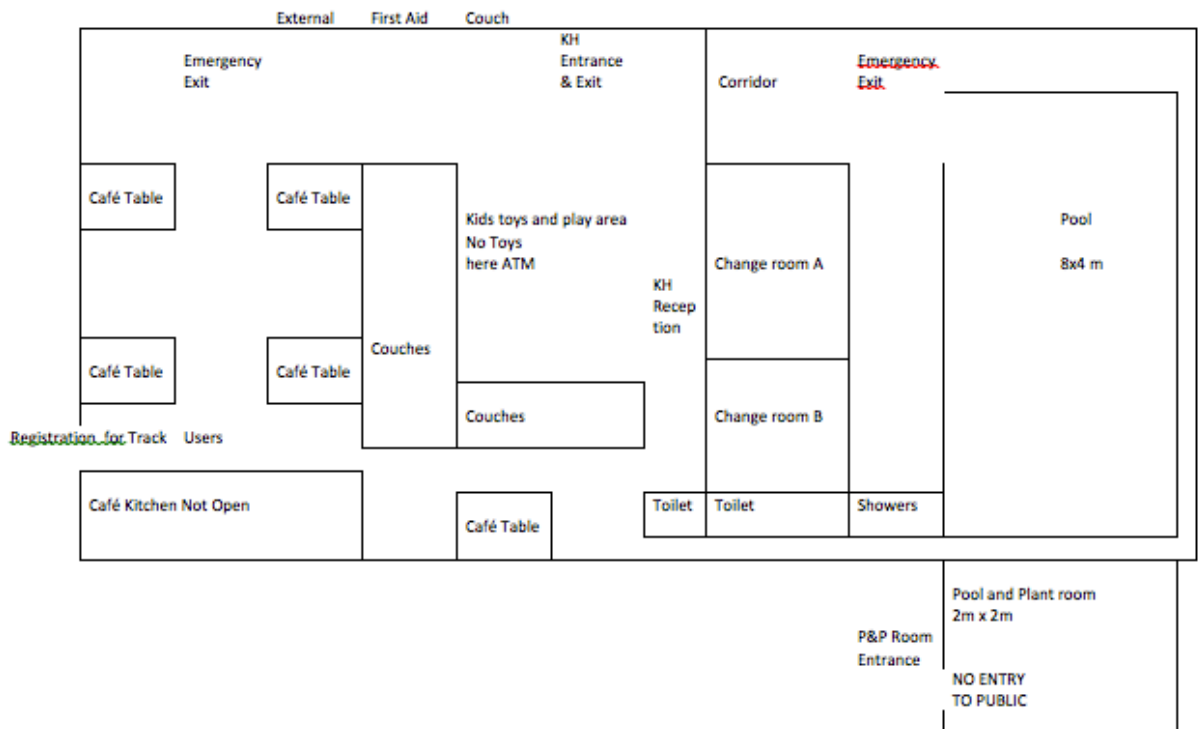 External First Aid Couch
KH
Entrance
& Exit
Emergency
Exit
Corridor
Emergency
Exit
Café Table
Café Table
Kids toys and play area
No Toys
here ATM
Pool
8x4 m
Change room A
KH
Recep
tion
Couches
Café Table
Café Table
Couches
Change room B
Registration for Track Users
Café Kitchen Not Open
Café Table
Toilet
Toilet
Showers
Pool and Plant room
2m x 2m
P&P Room
Entrance
NO ENTRY
TO PUBLIC